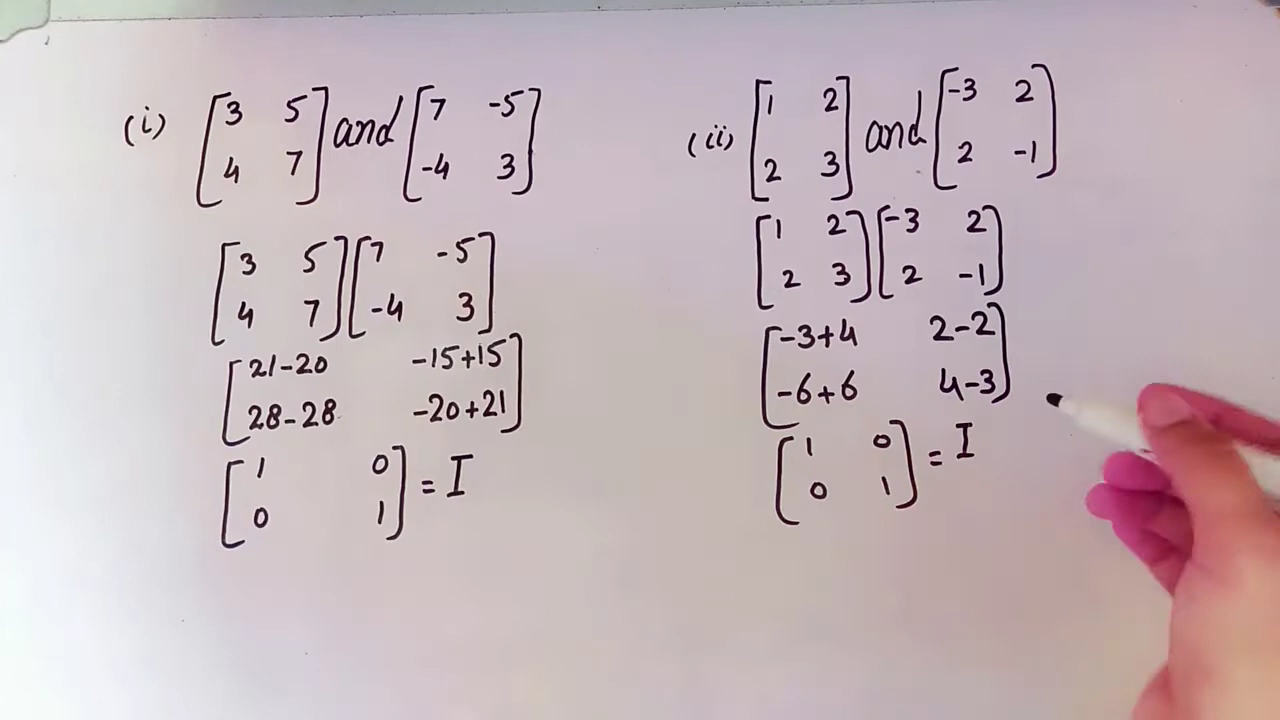 (i) [3 5 and [7 -5
4 7] -4 3]
[3 5 [7 -5
4 7] -4 3]
[21-20 -15+15
28-28 -20+21]
[1 0 = I
0 1]
(ii) [1 2 and [-3 2
2 3] 2 -1]
[1 2 [-3 2
2 3] 2 -1]
[-3+4 2-2
-6+6 4-3]
[1 0 = I
0 1]